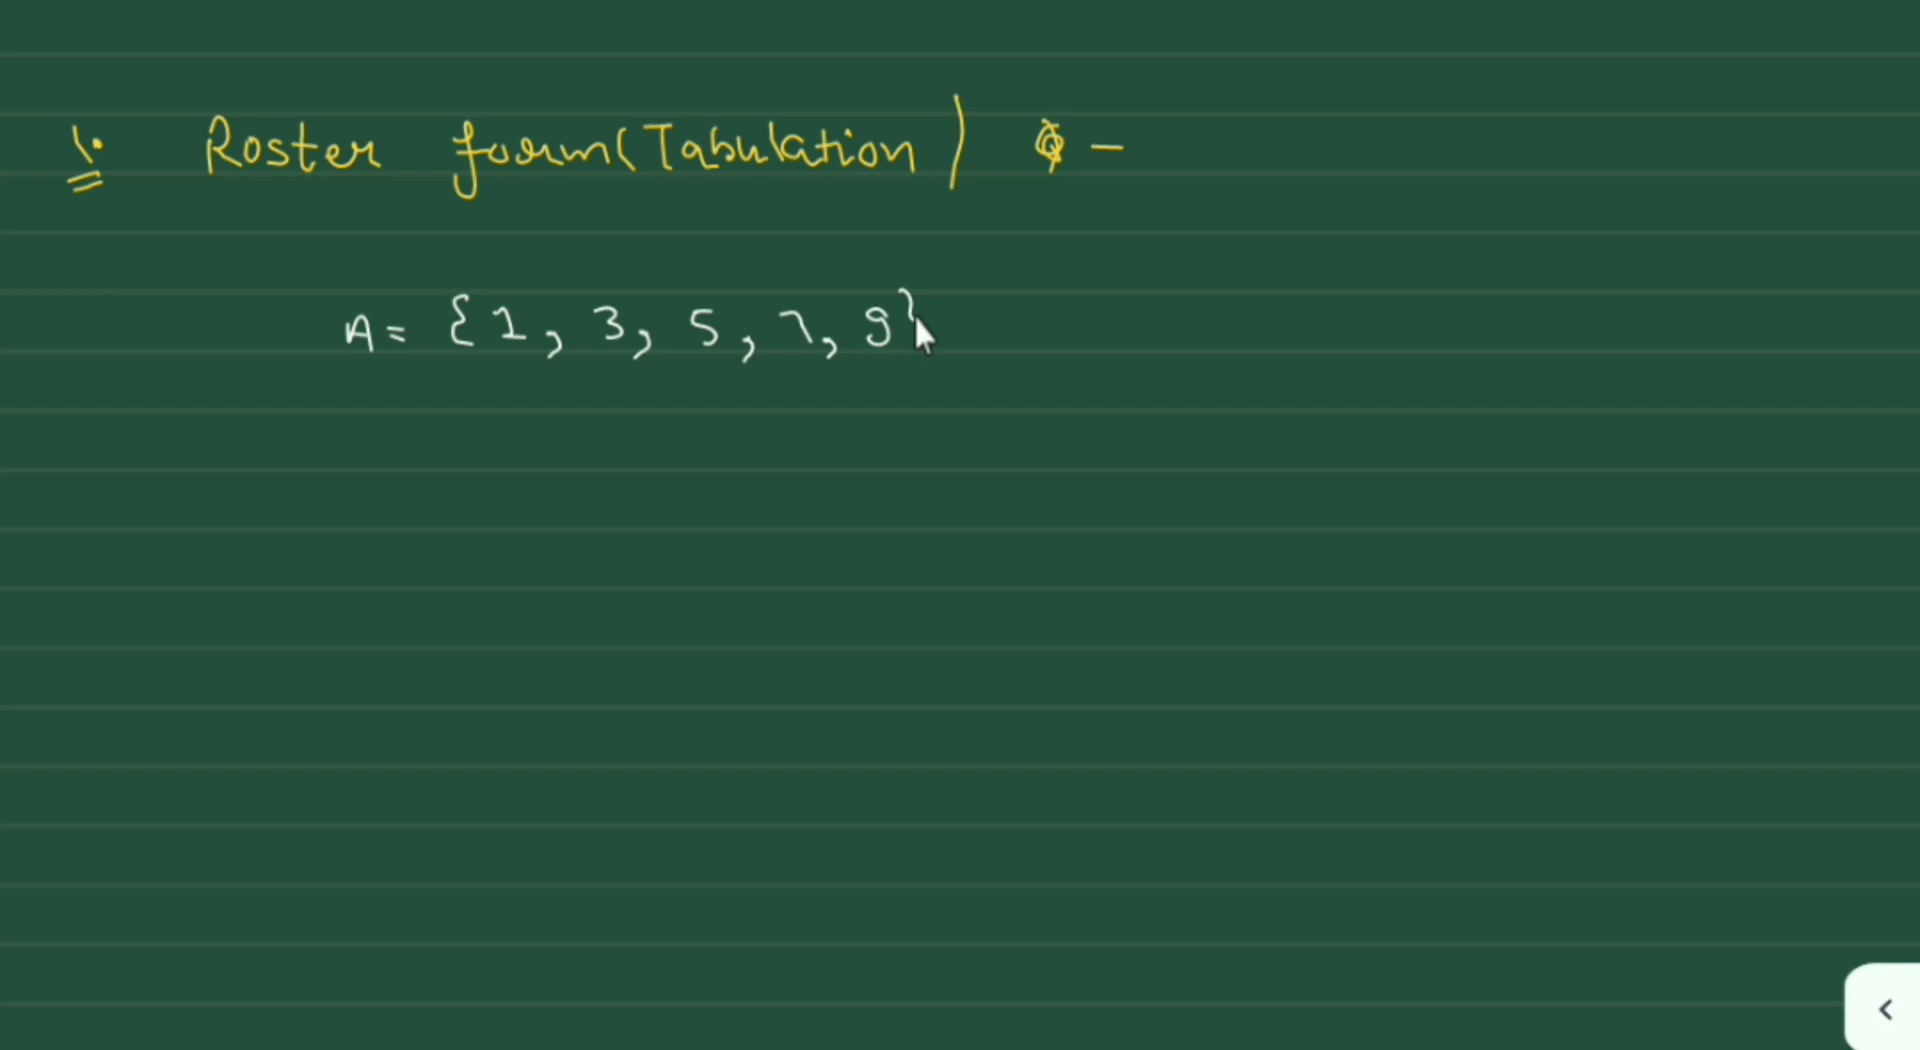 1. Roster form (Tabulation) :-
A = {1, 3, 5, 7, 9}